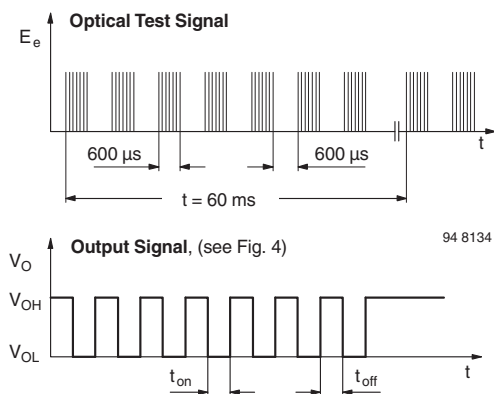 Optical Test Signal
Ee
t
600 µs
600 µs
t = 60 ms
94 8134
Output Signal, (see Fig. 4)
VO
VOH
VOL
ton
toff
t